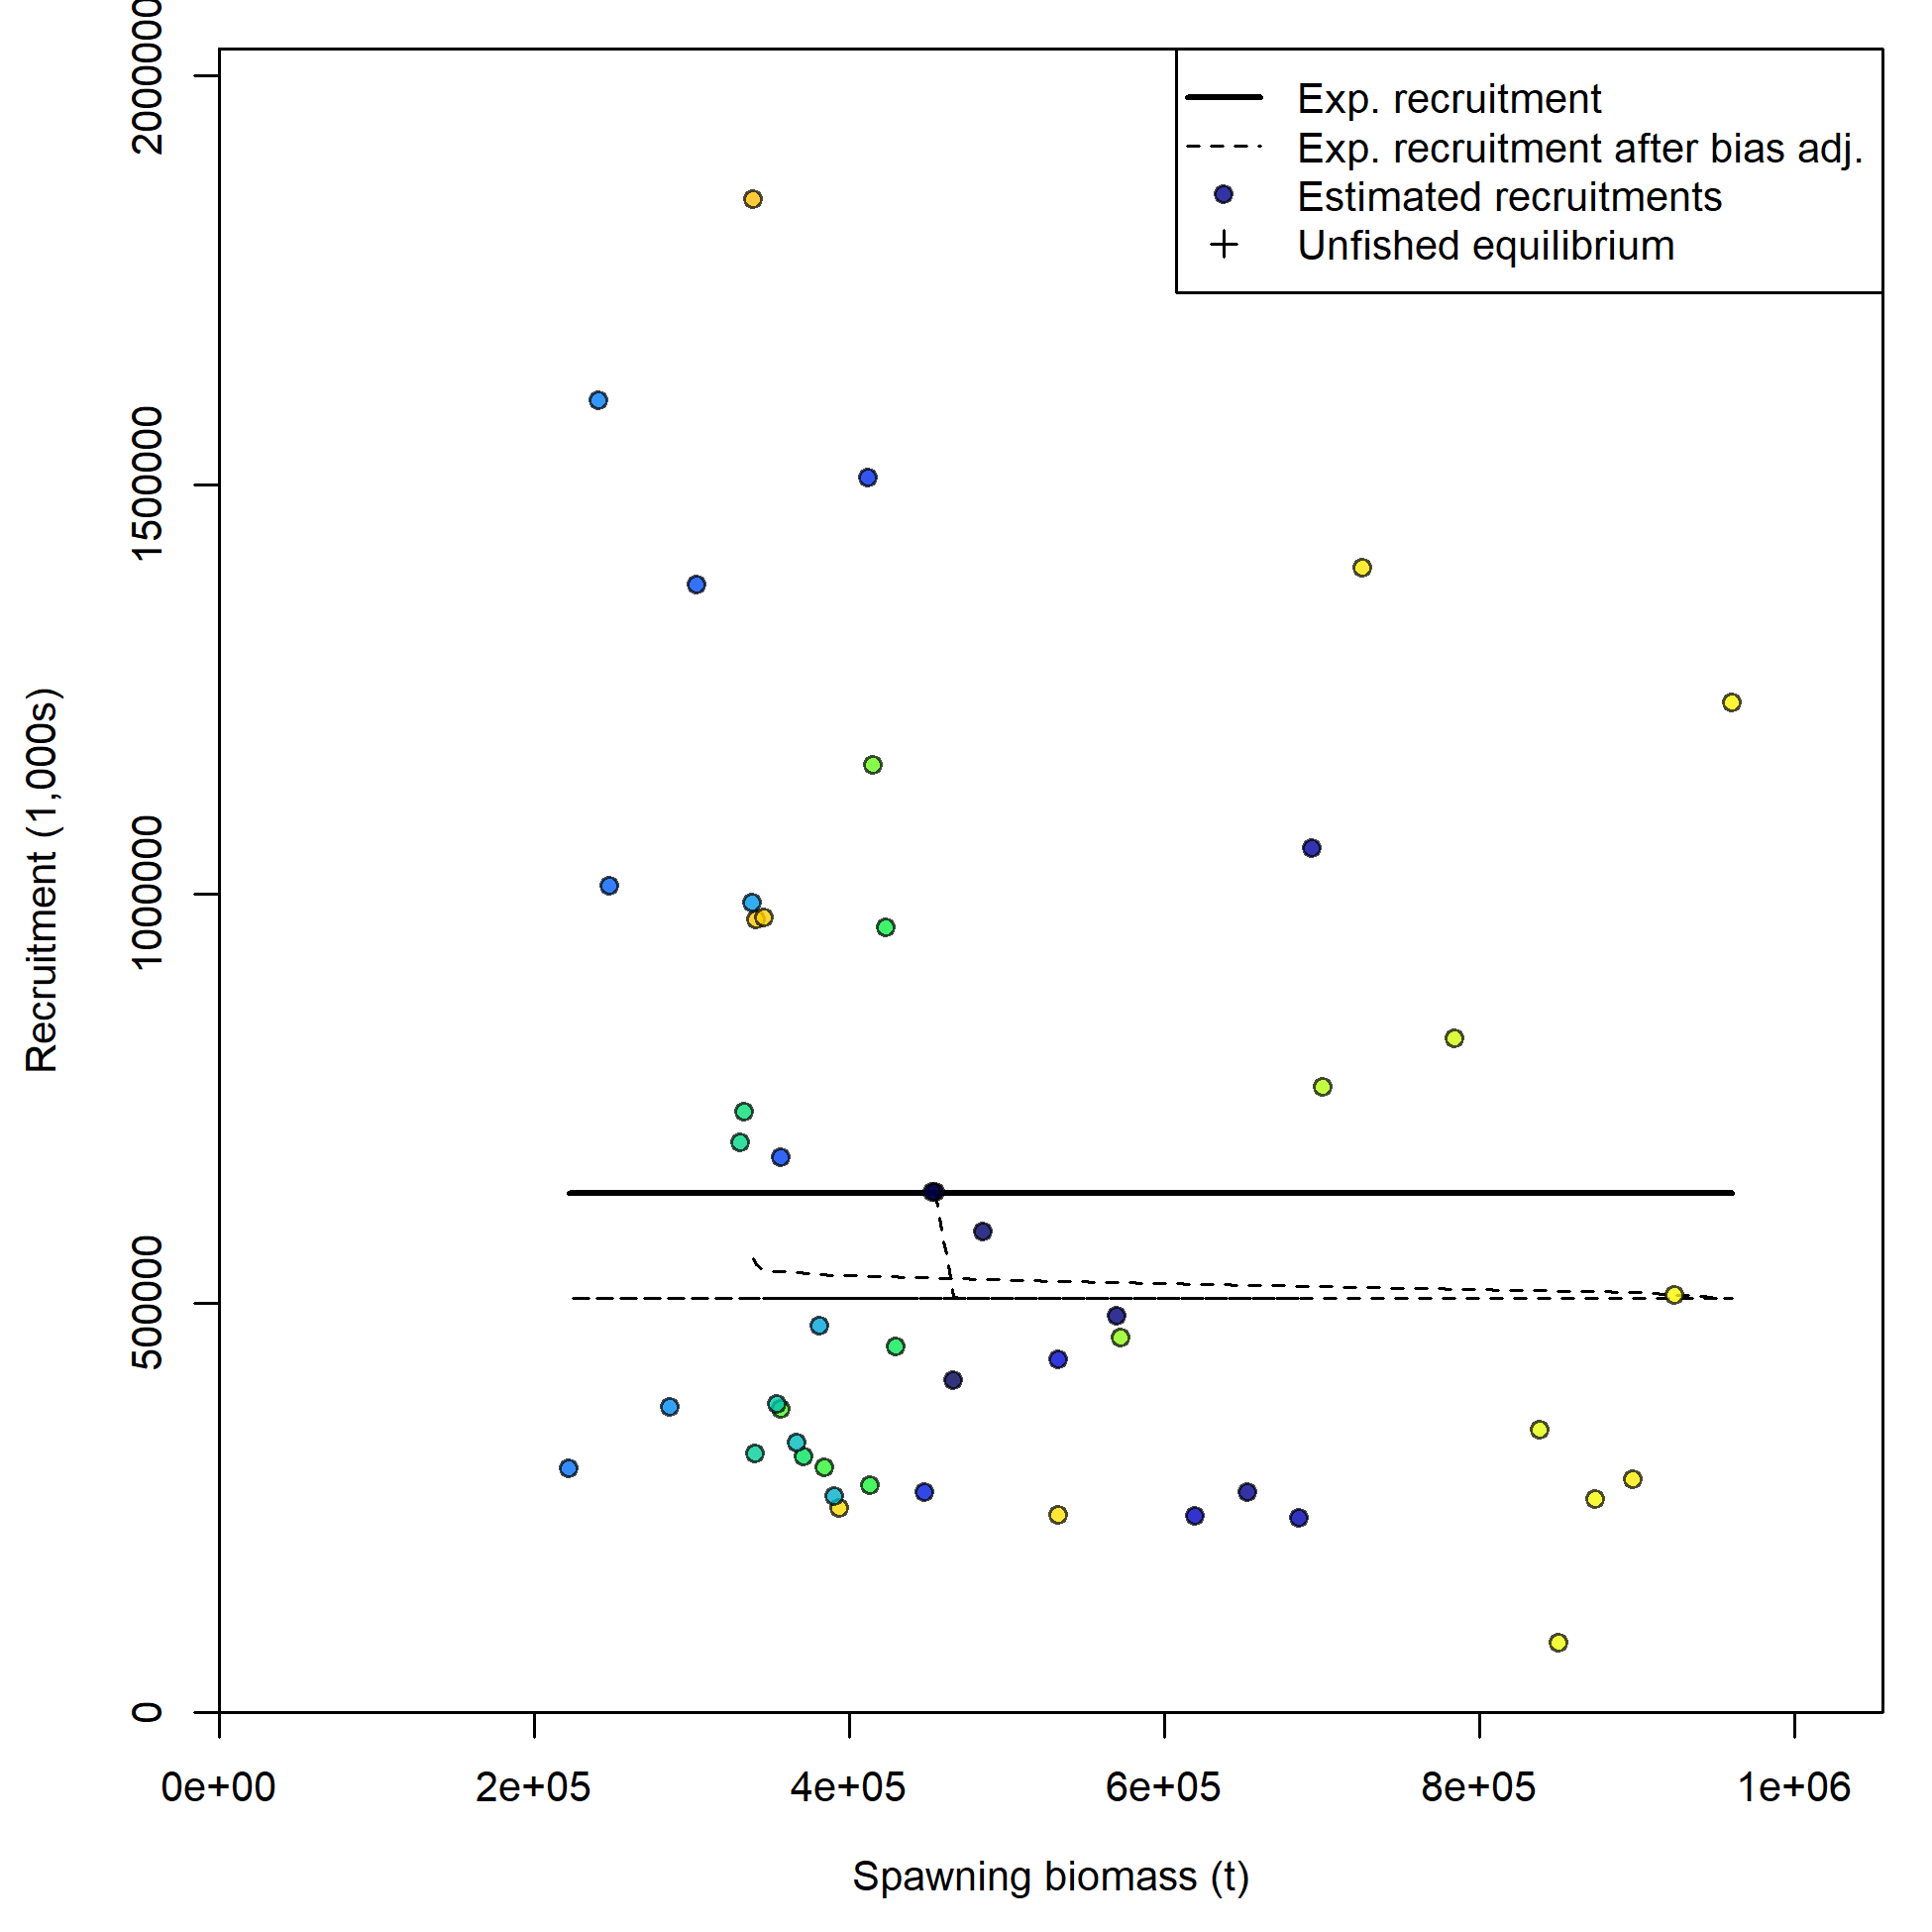 Exp. recruitment
Exp. recruitment after bias adj.
Estimated recruitments
Unfished equilibrium
Recruitment (1,000s)
2000000
1500000
1000000
500000
0
0e+00 2e+05 4e+05 6e+05 8e+05 1e+06
Spawning biomass (t)